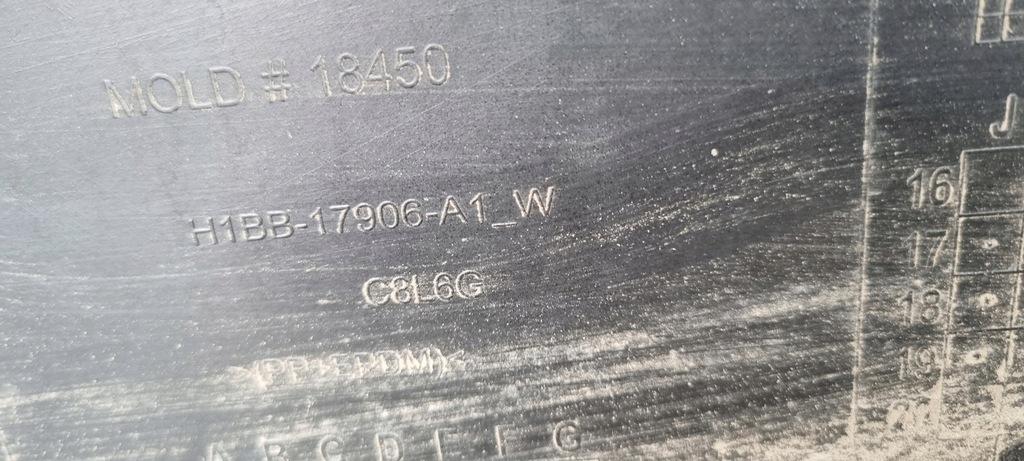 MOLD # 18450
H1BB-17906-A1_W
C8L6G
>(PP+EPDM)<
A B C D E F G
J
16
17
18
19